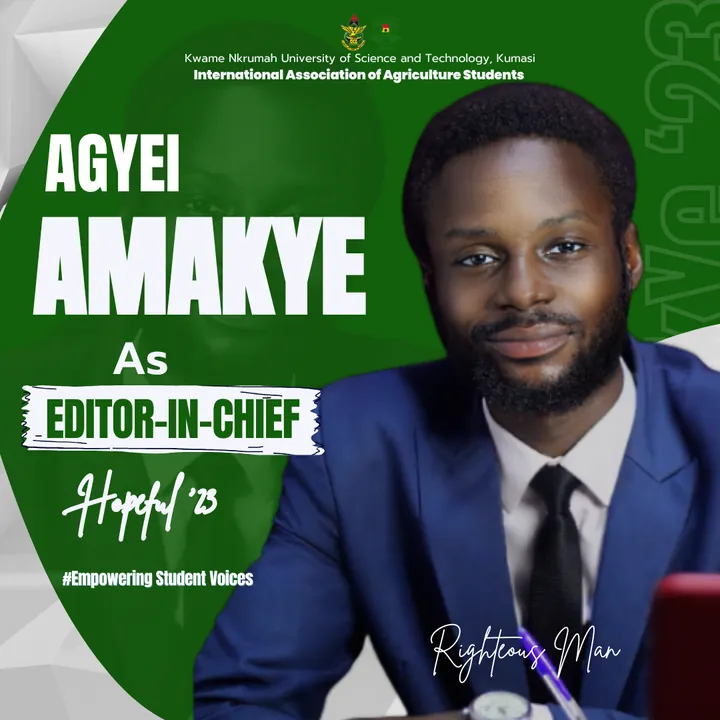 Kwame Nkrumah University of Science and Technology, Kumasi
International Association of Agriculture Students
AGYEI
AMAKYE
As
EDITOR-IN-CHIEF
Hopeful '23
#Empowering Student Voices
Righteous Man